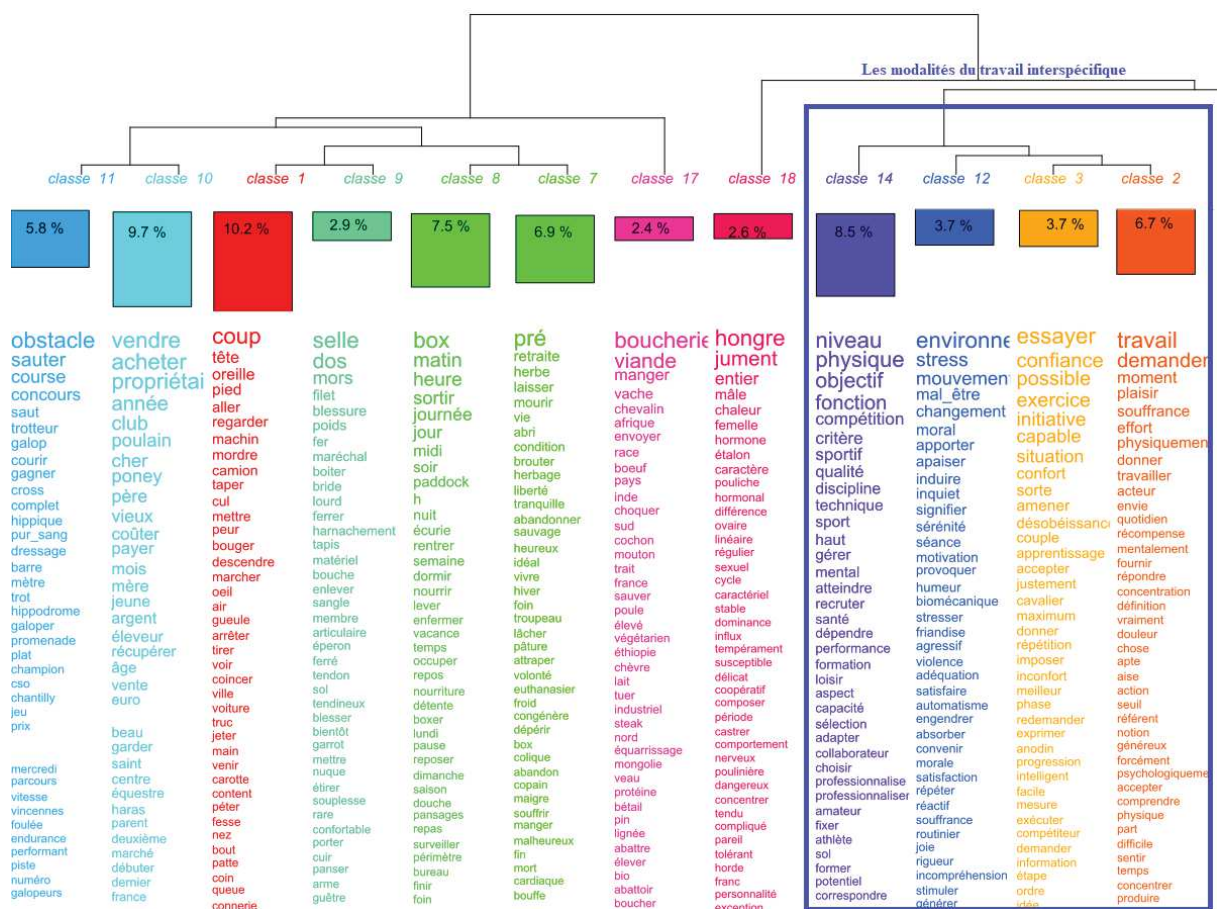 Les modalités du travail interspécifique
classe 11
5.8 %
obstacle
sauter
course
concours
saut
trotteur
galop
courir
gagner
cross
complet
hippique
pur_sang
dressage
barre
mètre
trot
hippodrome
galoper
promenade
plat
champion
cso
chantilly
jeu
prix
mercredi
parcours
vitesse
vincennes
foulée
endurance
performant
piste
numéro
galopeurs
classe 10
9.7 %
vendre
acheter
propriétai
année
club
poulain
cher
poney
père
vieux
coûter
payer
mois
mère
jeune
argent
éleveur
récupérer
âge
vente
euro
beau
garder
saint
centre
équestre
haras
parent
deuxième
marché
débuter
dernier
france
classe 1
10.2 %
coup
tête
oreille
pied
aller
regarder
machin
mordre
camion
taper
cul
mettre
peur
bouger
descendre
marcher
oeil
air
gueule
arrêter
tirer
voir
coincer
ville
voiture
truc
jeter
main
venir
carotte
content
péter
fesse
nez
bout
patte
coin
queue
connerie
classe 9
2.9 %
selle
dos
mors
filet
blessure
poids
fer
maréchal
boiter
bride
lourd
ferrer
harnachement
tapis
matériel
bouche
enlever
sangle
membre
articulaire
éperon
ferré
tendon
sol
tendineux
blesser
bientôt
garrot
mettre
nuque
étirer
souplesse
rare
confortable
porter
cuir
panser
arme
guêtre
classe 8
7.5 %
box
matin
heure
sortir
journée
jour
midi
soir
paddock
h
nuit
écurie
rentrer
semaine
dormir
nourrir
lever
enfermer
vacance
temps
occuper
repos
nourriture
détente
boxer
lundi
pause
reposer
dimanche
saison
douche
pansages
repas
surveiller
périmètre
bureau
finir
foin
classe 7
6.9 %
pré
retraite
herbe
laisser
mourir
vie
abri
condition
brouter
herbage
liberté
tranquille
abandonner
sauvage
heureux
idéal
vivre
hiver
foin
troupeau
lâcher
pâture
attraper
volonté
euthanasier
froid
congénère
dépérir
box
colique
abandon
copain
maigre
souffrir
manger
malheureux
fin
mort
cardiaque
bouffe
classe 17
2.4 %
boucherie
viande
manger
vache
chevalin
afrique
envoyer
race
boeuf
pays
inde
choquer
sud
cochon
mouton
trait
france
sauver
poule
élevé
végétarien
éthiopie
chèvre
lait
tuer
industriel
steak
nord
équarrissage
mongolie
veau
protéine
bétail
pin
lignée
abattre
élever
bio
abattoir
boucher
classe 18
2.6 %
hongre
jument
entier
mâle
chaleur
femelle
hormone
étalon
caractère
pouliche
hormonal
différence
ovaire
linéaire
régulier
sexuel
cycle
caractériel
stable
dominance
influx
tempérament
susceptible
délicat
coopératif
composer
période
castrer
comportement
nerveux
poulinière
dangereux
concentrer
tendu
compliqué
pareil
tolérant
horde
franc
personnalité
exception
classe 14
8.5 %
niveau
physique
objectif
fonction
compétition
critère
sportif
qualité
discipline
technique
sport
haut
gérer
mental
atteindre
recruter
santé
dépendre
performance
formation
loisir
aspect
capacité
sélection
adapter
collaborateur
choisir
professionnalise
professionnaliser
amateur
fixer
athlète
sol
former
potentiel
correspondre
classe 12
3.7 %
environne
stress
mouvemen
mal_être
changement
moral
apporter
apaiser
induire
inquiet
signifier
sérénité
séance
motivation
provoquer
humeur
biomécanique
stresser
friandise
agressif
violence
adéquation
satisfaire
automatisme
engendrer
absorber
convenir
morale
satisfaction
répéter
réactif
souffrance
routinier
joie
rigueur
incompréhension
stimuler
générer
classe 3
3.7 %
essayer
confiance
possible
exercice
initiative
capable
situation
confort
sorte
amener
désobéissanc
couple
apprentissage
accepter
justement
cavalier
maximum
donner
répétition
imposer
inconfort
meilleur
phase
redemander
exprimer
anodin
progression
intelligent
facile
mesure
exécuter
compétiteur
demander
information
étape
ordre
idée
classe 2
6.7 %
travail
demander
moment
plaisir
souffrance
effort
physiquemen
donner
travailler
acteur
envie
quotidien
récompense
mentalement
fournir
répondre
concentration
définition
vraiment
douleur
chose
apte
aise
action
seuil
référent
notion
généreux
forcément
psychologiqueme
accepter
comprendre
physique
part
difficile
sentir
temps
concentrer
produire